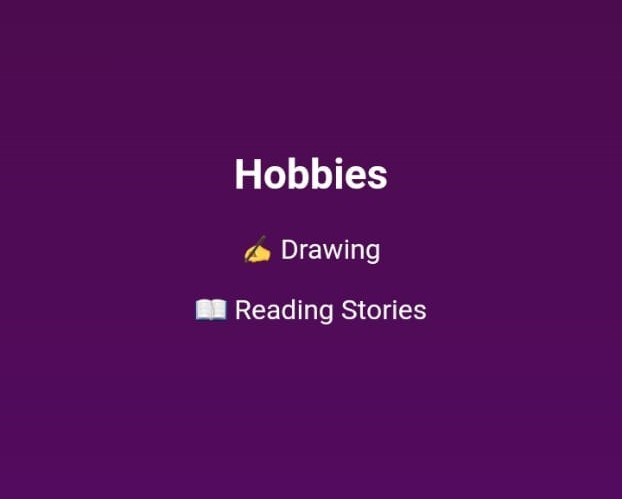 Hobbies
✍️ Drawing
📖 Reading Stories